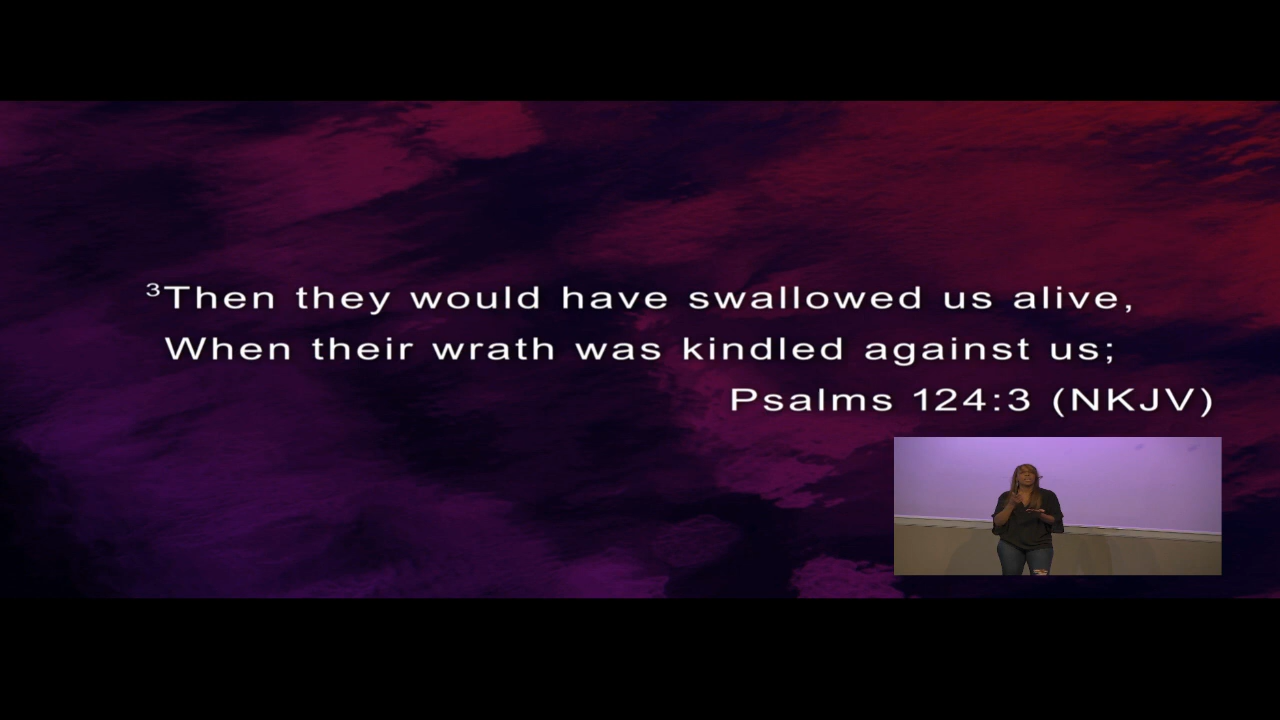 ³Then they would have swallowed us alive,
When their wrath was kindled against us;
Psalms 124:3 (NKJV)